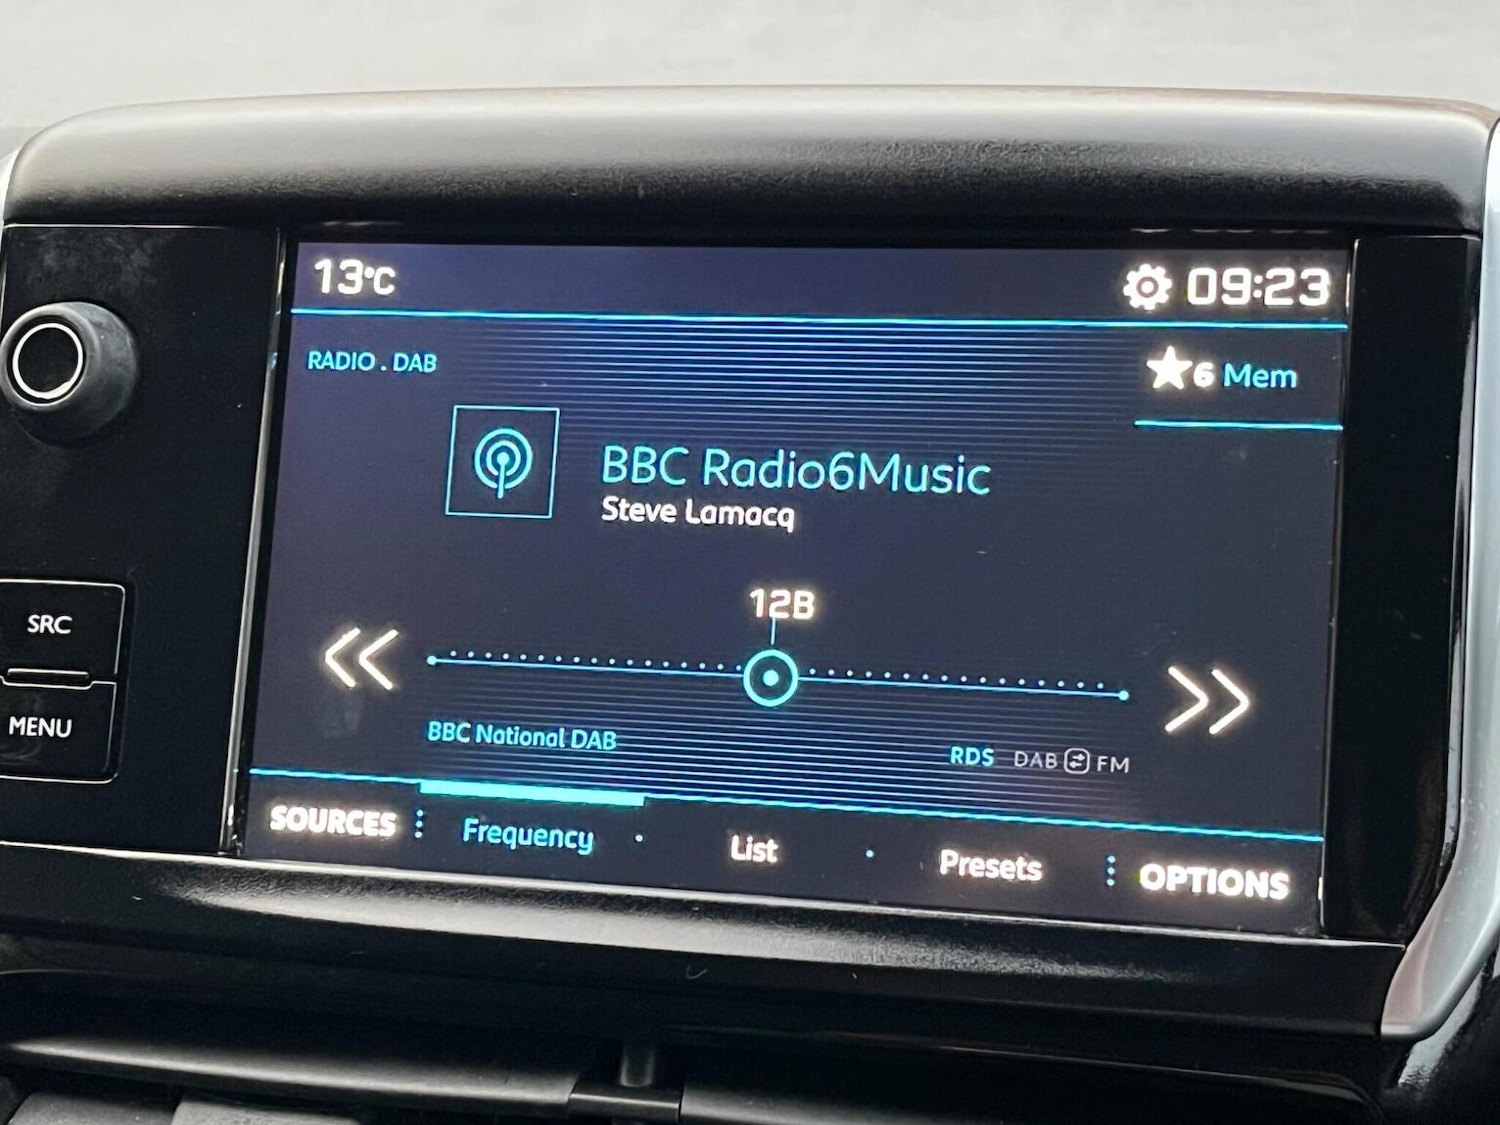 13°C
09:23
RADIO . DAB
6 Mem
BBC Radio6Music
Steve Lamacq
SRC
12B
MENU
BBC National DAB
RDS DAB FM
SOURCES Frequency List Presets OPTIONS